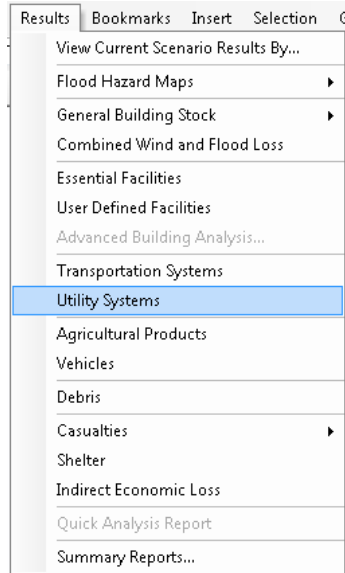 Results Bookmarks Insert Selection
View Current Scenario Results By...
Flood Hazard Maps
General Building Stock
Combined Wind and Flood Loss
Essential Facilities
User Defined Facilities
Advanced Building Analysis...
Transportation Systems
Utility Systems
Agricultural Products
Vehicles
Debris
Casualties
Shelter
Indirect Economic Loss
Quick Analysis Report
Summary Reports...